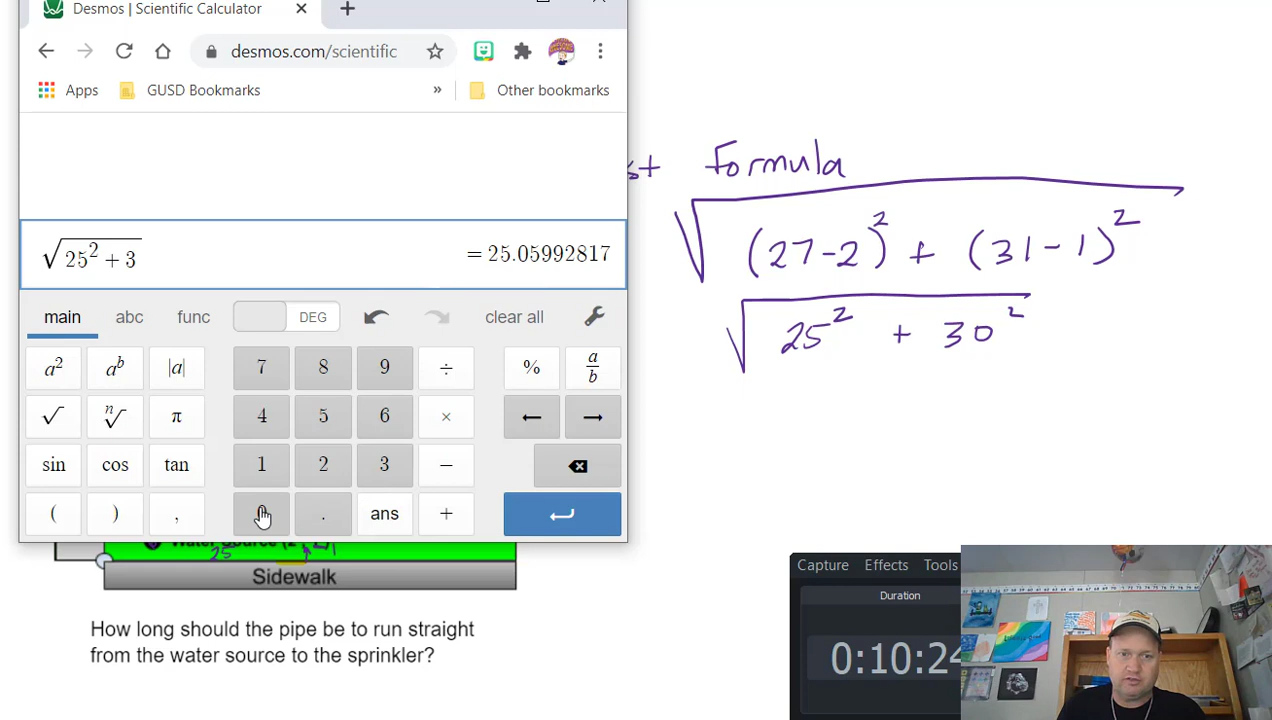 Desmos | Scientific Calculator
desmos.com/scientific
Apps GUSD Bookmarks » Other bookmarks
√25² + 3 = 25.05992817
main abc func DEG clear all
a² aᵇ |a| 7 8 9 ÷ % a/b
√ ⁿ√ π 4 5 6 × ← →
sin cos tan 1 2 3 −
( ) , 0 . ans +
Formula
√(27-2)² + (31-1)²
√25² + 30²
Sidewalk
How long should the pipe be to run straight
from the water source to the sprinkler?
Capture Effects Tools
Duration
0:10:24